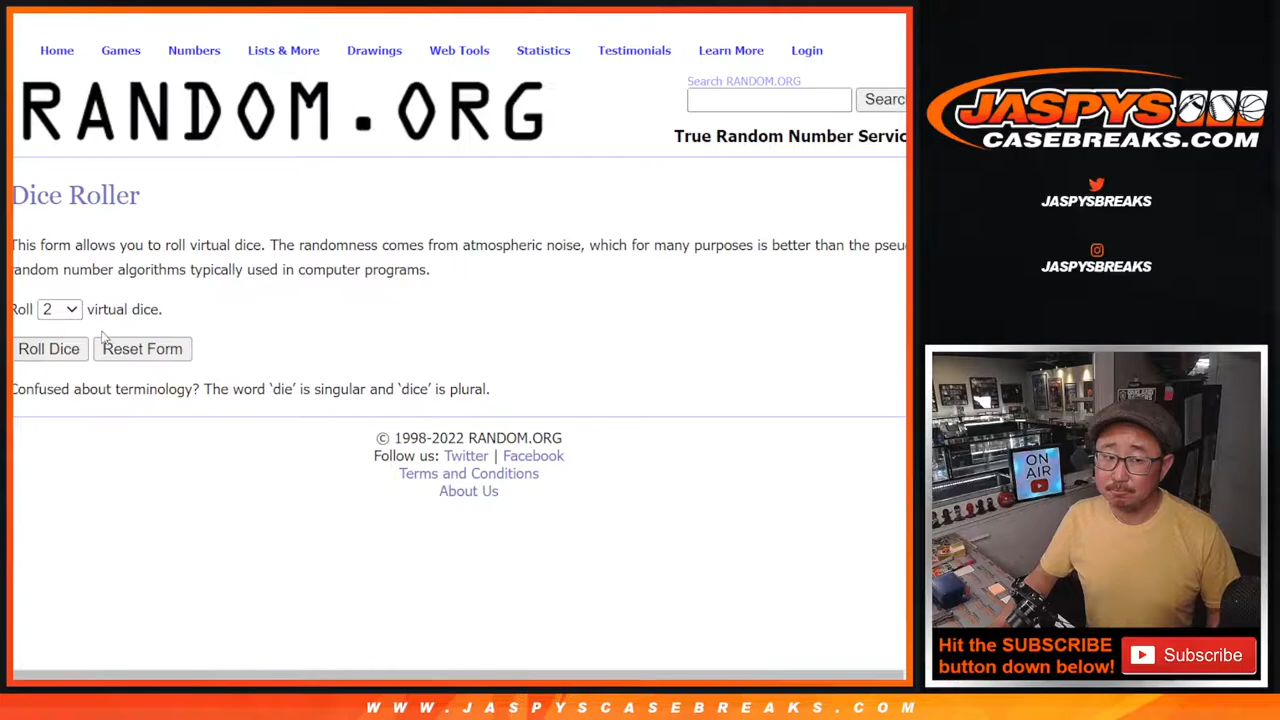 Home Games Numbers Lists & More Drawings Web Tools Statistics Testimonials Learn More Login
RANDOM.ORG
Search RANDOM.ORG
Searc
True Random Number Servic
Dice Roller
This form allows you to roll virtual dice. The randomness comes from atmospheric noise, which for many purposes is better than the pseu
random number algorithms typically used in computer programs.
Roll 2 virtual dice.
Roll Dice Reset Form
Confused about terminology? The word ‘die’ is singular and ‘dice’ is plural.
© 1998-2022 RANDOM.ORG
Follow us: Twitter | Facebook
Terms and Conditions
About Us
JASPYS
CASEBREAKS.COM
JASPYSBREAKS
JASPYSBREAKS
ON
AIR
Hit the SUBSCRIBE
button down below!
Subscribe
WWW.JASPYSCASEBREAKS.COM